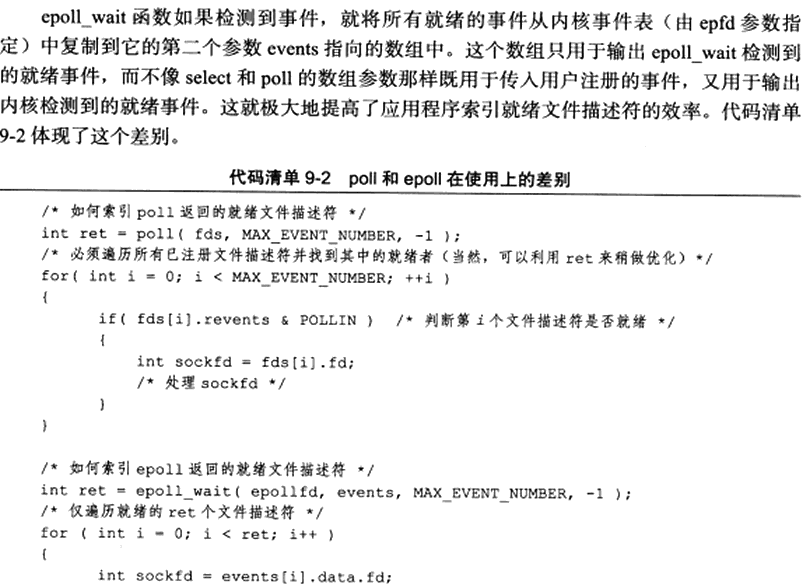 epoll_wait 函数如果检测到事件，就将所有就绪的事件从内核事件表（由 epfd 参数指
定）中复制到它的第二个参数 events 指向的数组中。这个数组只用于输出 epoll_wait 检测到
的就绪事件，而不像 select 和 poll 的数组参数那样既用于传入用户注册的事件，又用于输出
内核检测到的就绪事件。这就极大地提高了应用程序索引就绪文件描述符的效率。代码清单
9-2 体现了这个差别。
代码清单 9-2 poll 和 epoll 在使用上的差别
/* 如何索引 poll 返回的就绪文件描述符 */
int ret = poll( fds, MAX_EVENT_NUMBER, -1 );
/* 必须遍历所有已注册文件描述符并找到其中的就绪者（当然，可以利用 ret 来稍做优化）*/
for( int i = 0; i < MAX_EVENT_NUMBER; ++i )
{
if( fds[i].revents & POLLIN ) /* 判断第 i 个文件描述符是否就绪 */
{
int sockfd = fds[i].fd;
/* 处理 sockfd */
}
}
/* 如何索引 epoll 返回的就绪文件描述符 */
int ret = epoll_wait( epollfd, events, MAX_EVENT_NUMBER, -1 );
/* 仅遍历就绪的 ret 个文件描述符 */
for ( int i = 0; i < ret; i++ )
{
int sockfd = events[i].data.fd;